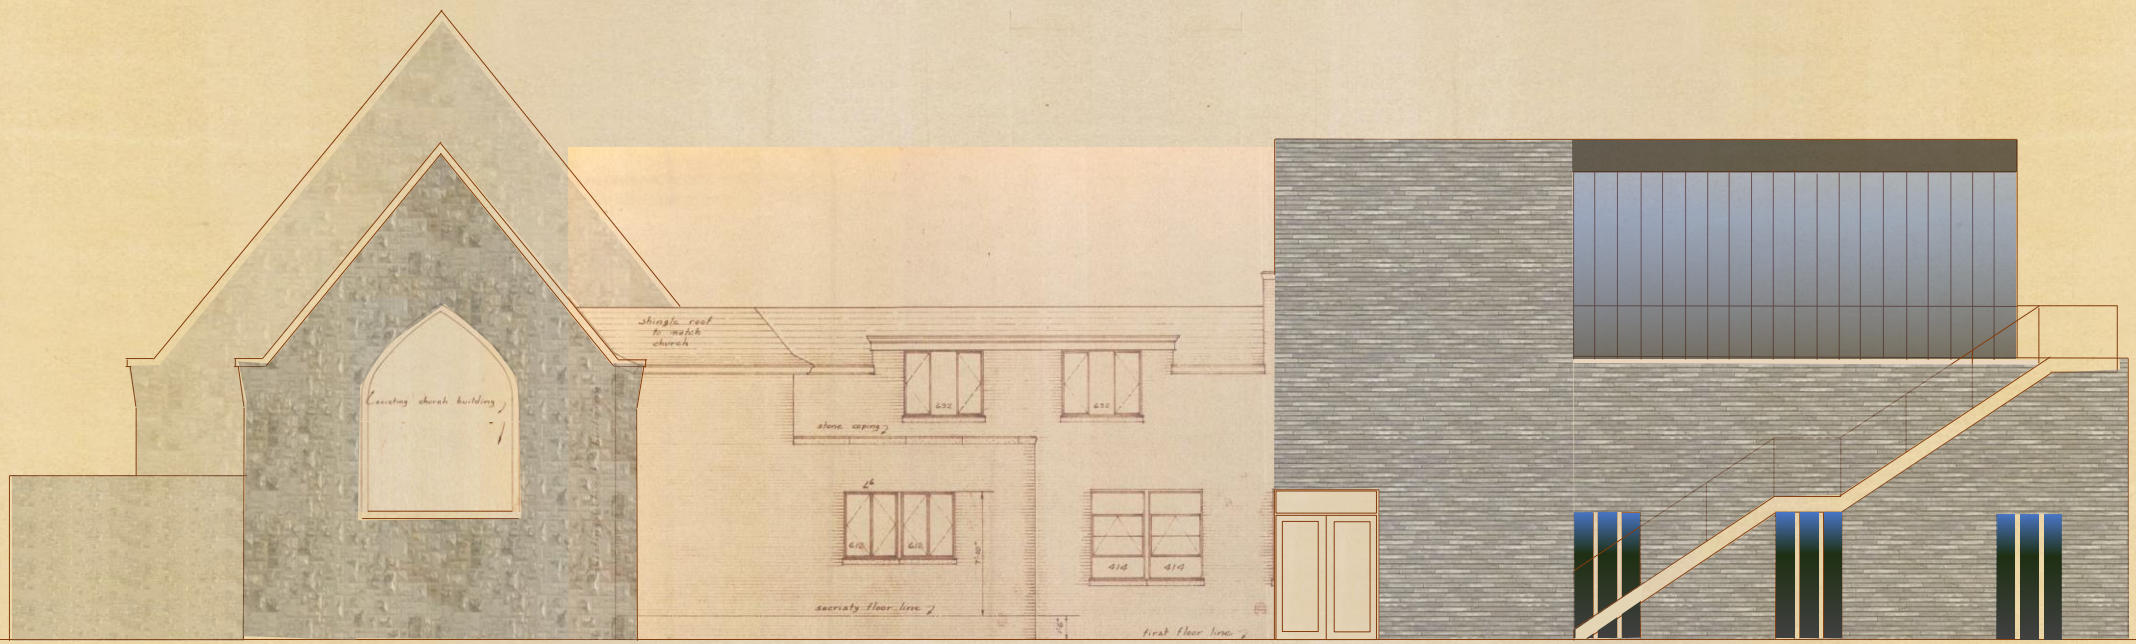 shingle roof
to match
church
existing church building
632
632
stone coping
612
612
7'-10"
414
414
sacristy floor line
first floor line